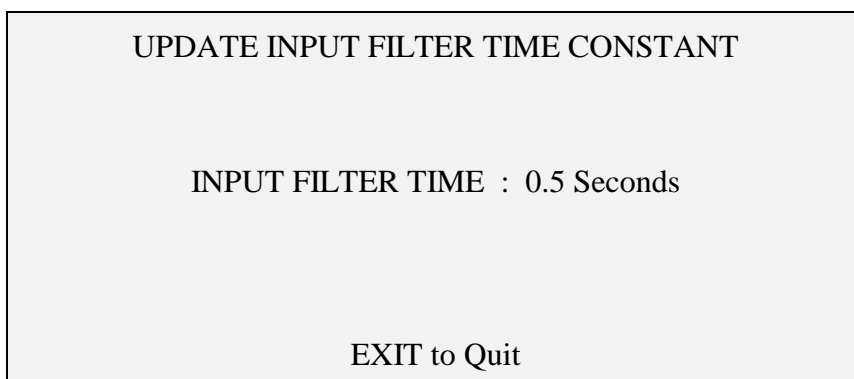 UPDATE INPUT FILTER TIME CONSTANT
INPUT FILTER TIME : 0.5 Seconds
EXIT to Quit